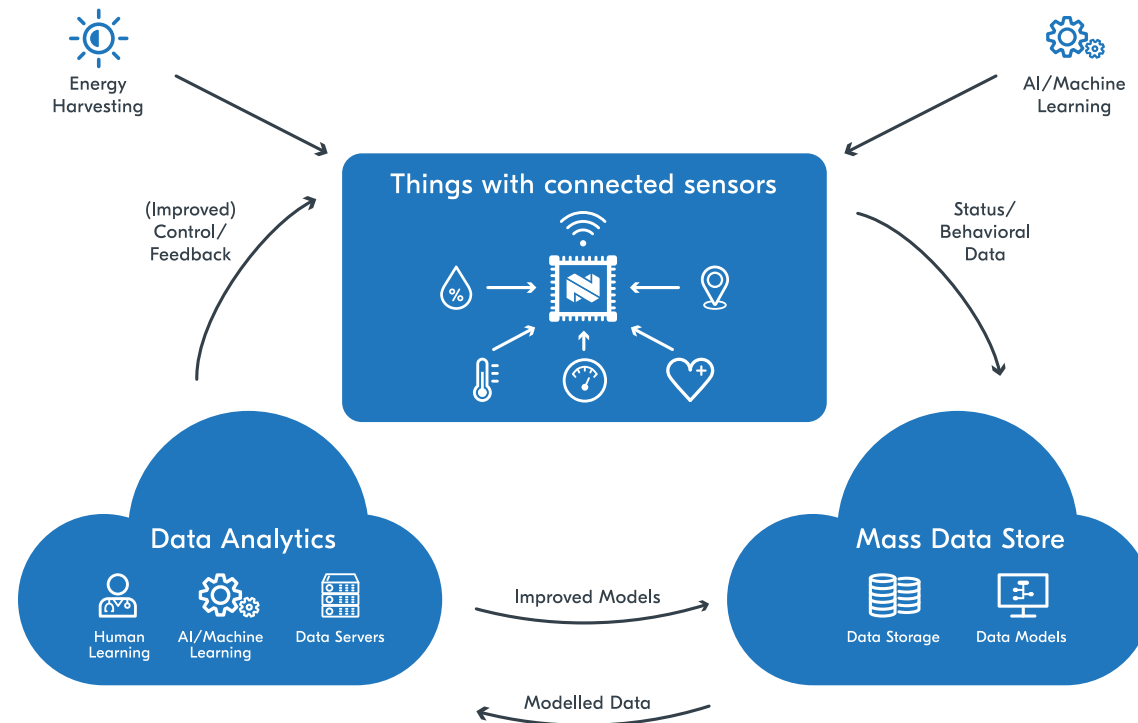 Energy
Harvesting
AI/Machine
Learning
Things with connected sensors
(Improved)
Control/
Feedback
Status/
Behavioral
Data
%
N
Data Analytics
Human
Learning
AI/Machine
Learning
Data Servers
Improved Models
Mass Data Store
Data Storage
Data Models
Modelled Data